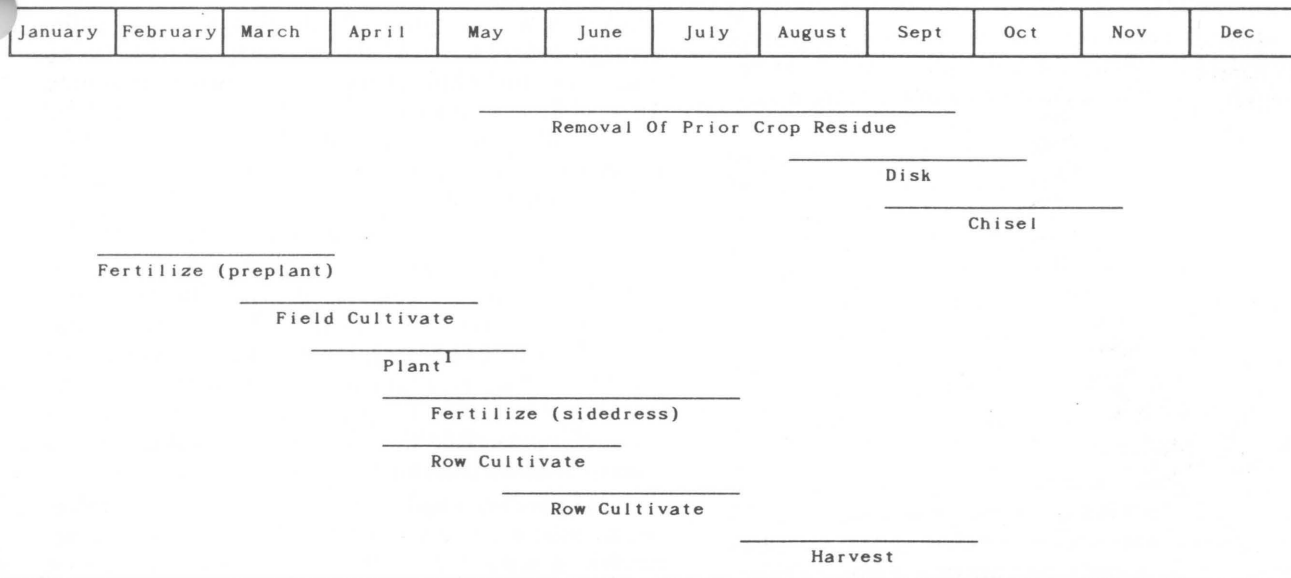 January February March April May June July August Sept Oct Nov Dec
Removal Of Prior Crop Residue
Disk
Chisel
Fertilize (preplant)
Field Cultivate
Plant1
Fertilize (sidedress)
Row Cultivate
Row Cultivate
Harvest